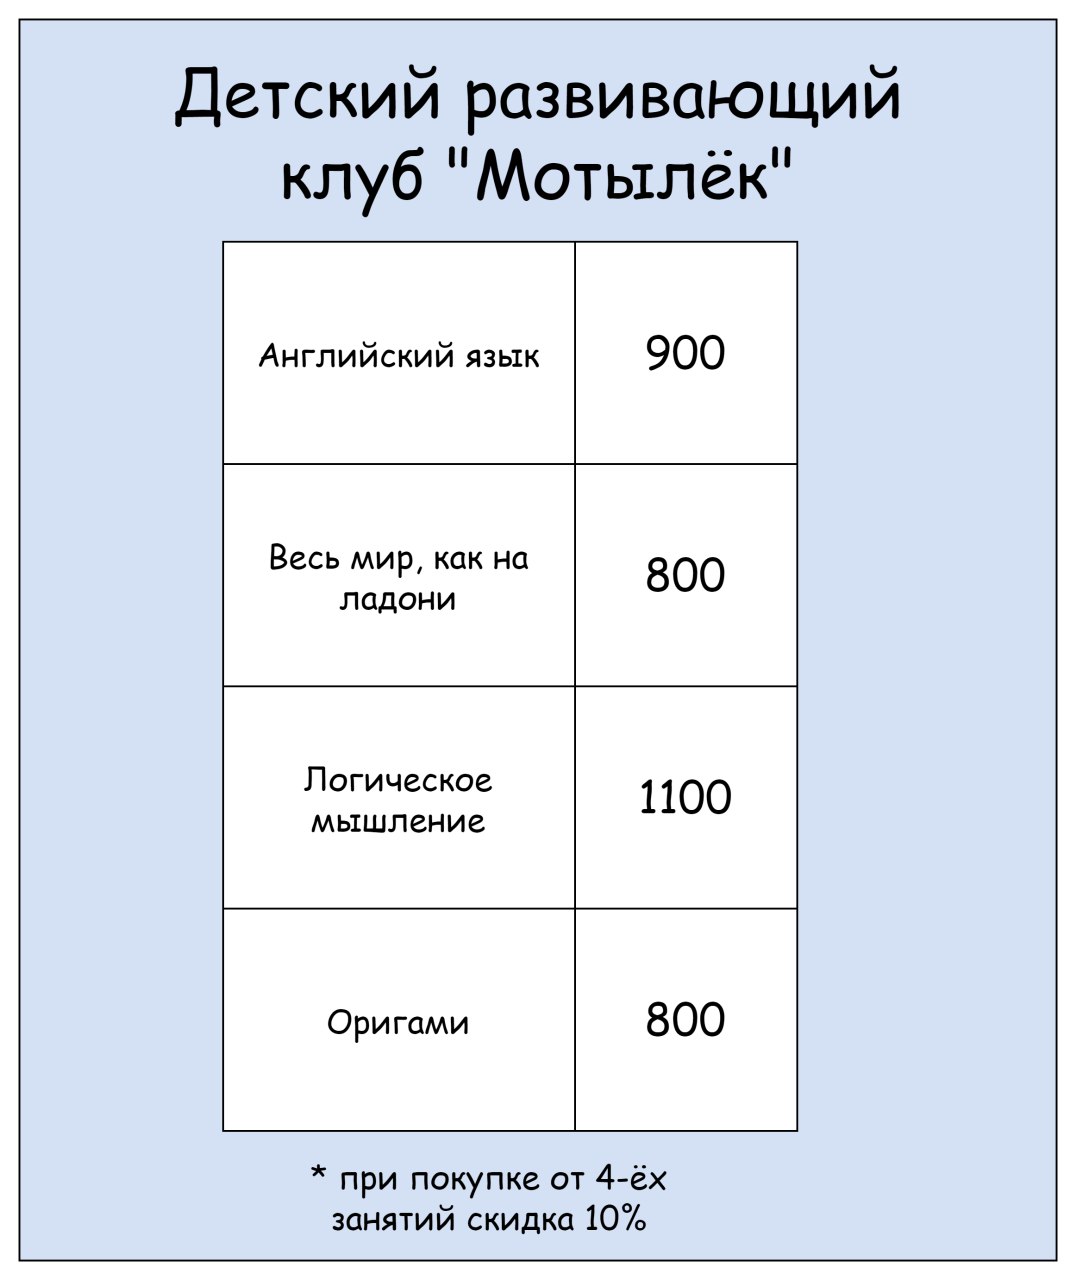 Детский развивающий
клуб "Мотылёк"
Английский язык
900
Весь мир, как на
ладони
800
Логическое
мышление
1100
Оригами
800
* при покупке от 4-ёх
занятий скидка 10%